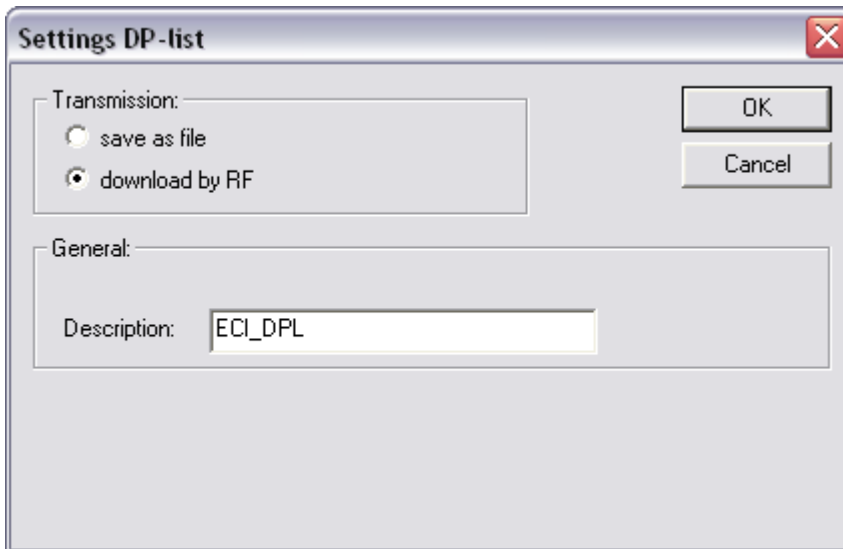 Settings DP-list
Transmission:
save as file
download by RF
OK
Cancel
General:
Description: ECI_DPL